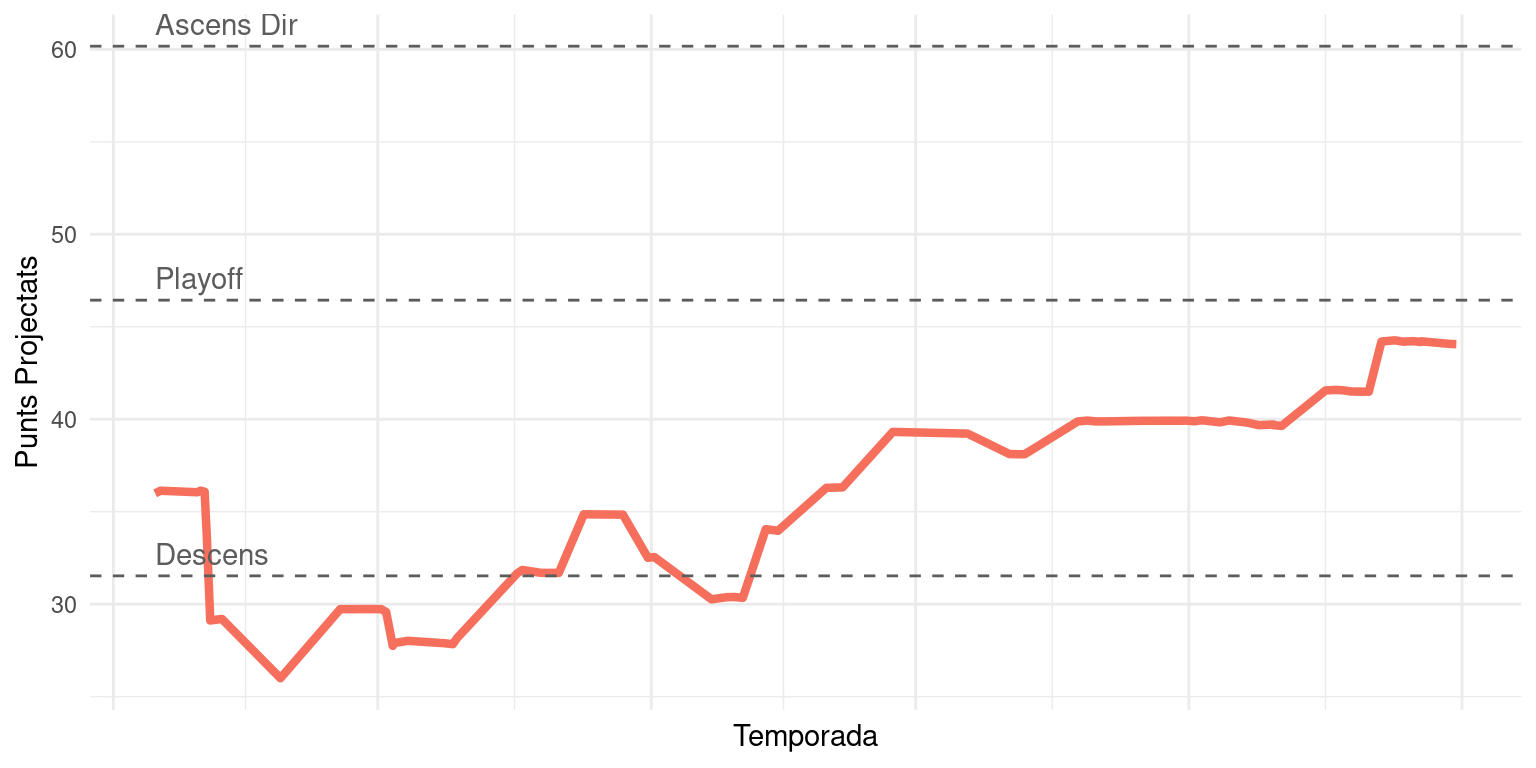 Ascens Dir
60
50
Playoff
Punts Projectats
40
Descens
30
Temporada